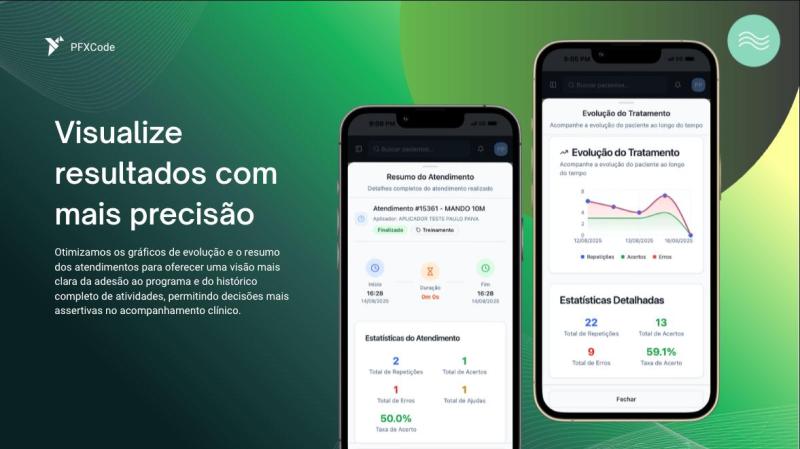 PFXCode
Visualize
resultados com
mais precisão
Otimizamos os gráficos de evolução e o resumo
dos atendimentos para oferecer uma visão mais
clara da adesão ao programa e do histórico
completo de atividades, permitindo decisões mais
assertivas no acompanhamento clínico.
9:08 PM
Buscar pacientes...
PP
Resumo do Atendimento
Detalhes completos do atendimento realizado
Atendimento #15361 - MANDO 10M
Aplicador: APLICADOR TESTE PAULO PAIVA
Finalizado
Treinamento
Início
16:28
14/08/2025
Duração
0m 0s
Fim
16:28
14/08/2025
Estatísticas do Atendimento
2
Total de Repetições
1
Total de Acertos
1
Total de Erros
1
Total de Ajudas
50.0%
Taxa de Acerto
9:05 PM
Buscar pacientes...
PP
Evolução do Tratamento
Acompanhe a evolução do paciente ao longo do tempo
Evolução do Tratamento
Acompanhe a evolução do paciente ao longo
do tempo
8
6
4
2
0
12/08/2025
13/08/2025
16/08/2025
Repetições
Acertos
Erros
Estatísticas Detalhadas
22
Total de Repetições
13
Total de Acertos
9
Total de Erros
59.1%
Taxa de Acerto
Fechar